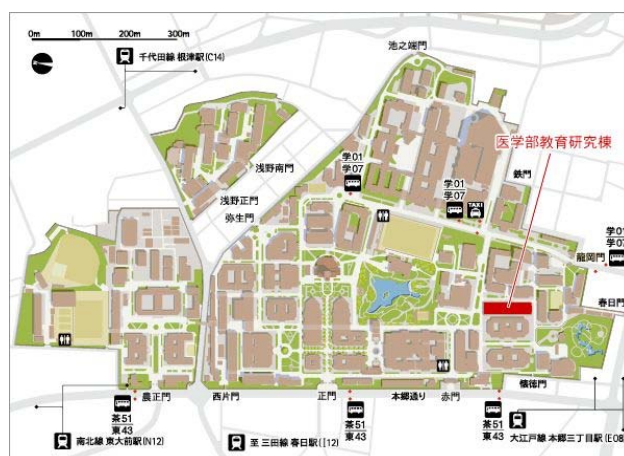 0m 100m 200m 300m
千代田線 根津駅(C14)
池之端門
医学部教育研究棟
浅野南門
学01
学07
学01
学07
TAXI
鉄門
浅野正門
弥生門
学01
学07
龍岡門
春日門
農正門
西片門
正門
本郷通り
赤門
懐徳門
茶51
東43
茶51
東43
茶51
東43
南北線 東大前駅(N12)
至 三田線 春日駅(I12)
大江戸線 本郷三丁目駅(E08)